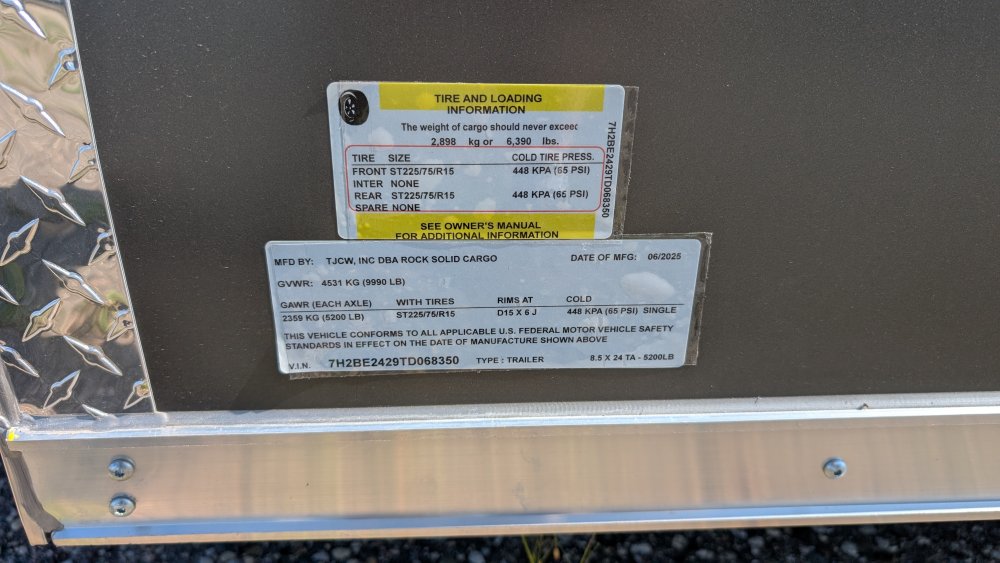 TIRE AND LOADING
INFORMATION
The weight of cargo should never exceed
2,898 kg or 6,390 lbs.
TIRE SIZE COLD TIRE PRESS.
FRONT ST225/75/R15 448 KPA (65 PSI)
INTER NONE
REAR ST225/75/R15 448 KPA (65 PSI)
SPARE NONE
SEE OWNER'S MANUAL
FOR ADDITIONAL INFORMATION
7H2BE2429TD068350
MFD BY: TJCW, INC DBA ROCK SOLID CARGO DATE OF MFG: 06/2025
GVWR: 4531 KG (9990 LB)
GAWR (EACH AXLE) WITH TIRES RIMS AT COLD
2359 KG (5200 LB) ST225/75/R15 D15 X 6 J 448 KPA (65 PSI) SINGLE
THIS VEHICLE CONFORMS TO ALL APPLICABLE U.S. FEDERAL MOTOR VEHICLE SAFETY
STANDARDS IN EFFECT ON THE DATE OF MANUFACTURE SHOWN ABOVE
V.I.N. 7H2BE2429TD068350 TYPE : TRAILER 8.5 X 24 TA - 5200LB